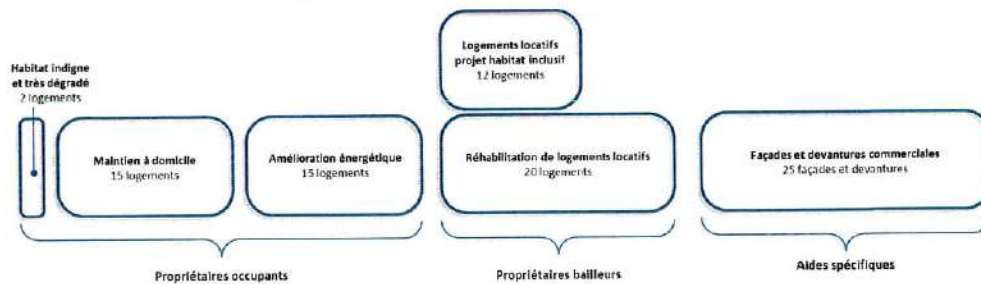 Logements locatifs
projet habitat inclusif
12 logements
Habitat indigne
et très dégradé
2 logements
Maintien à domicile
15 logements
Amélioration énergétique
15 logements
Réhabilitation de logements locatifs
20 logements
Façades et devantures commerciales
25 façades et devantures
Propriétaires occupants
Propriétaires bailleurs
Aides spécifiques